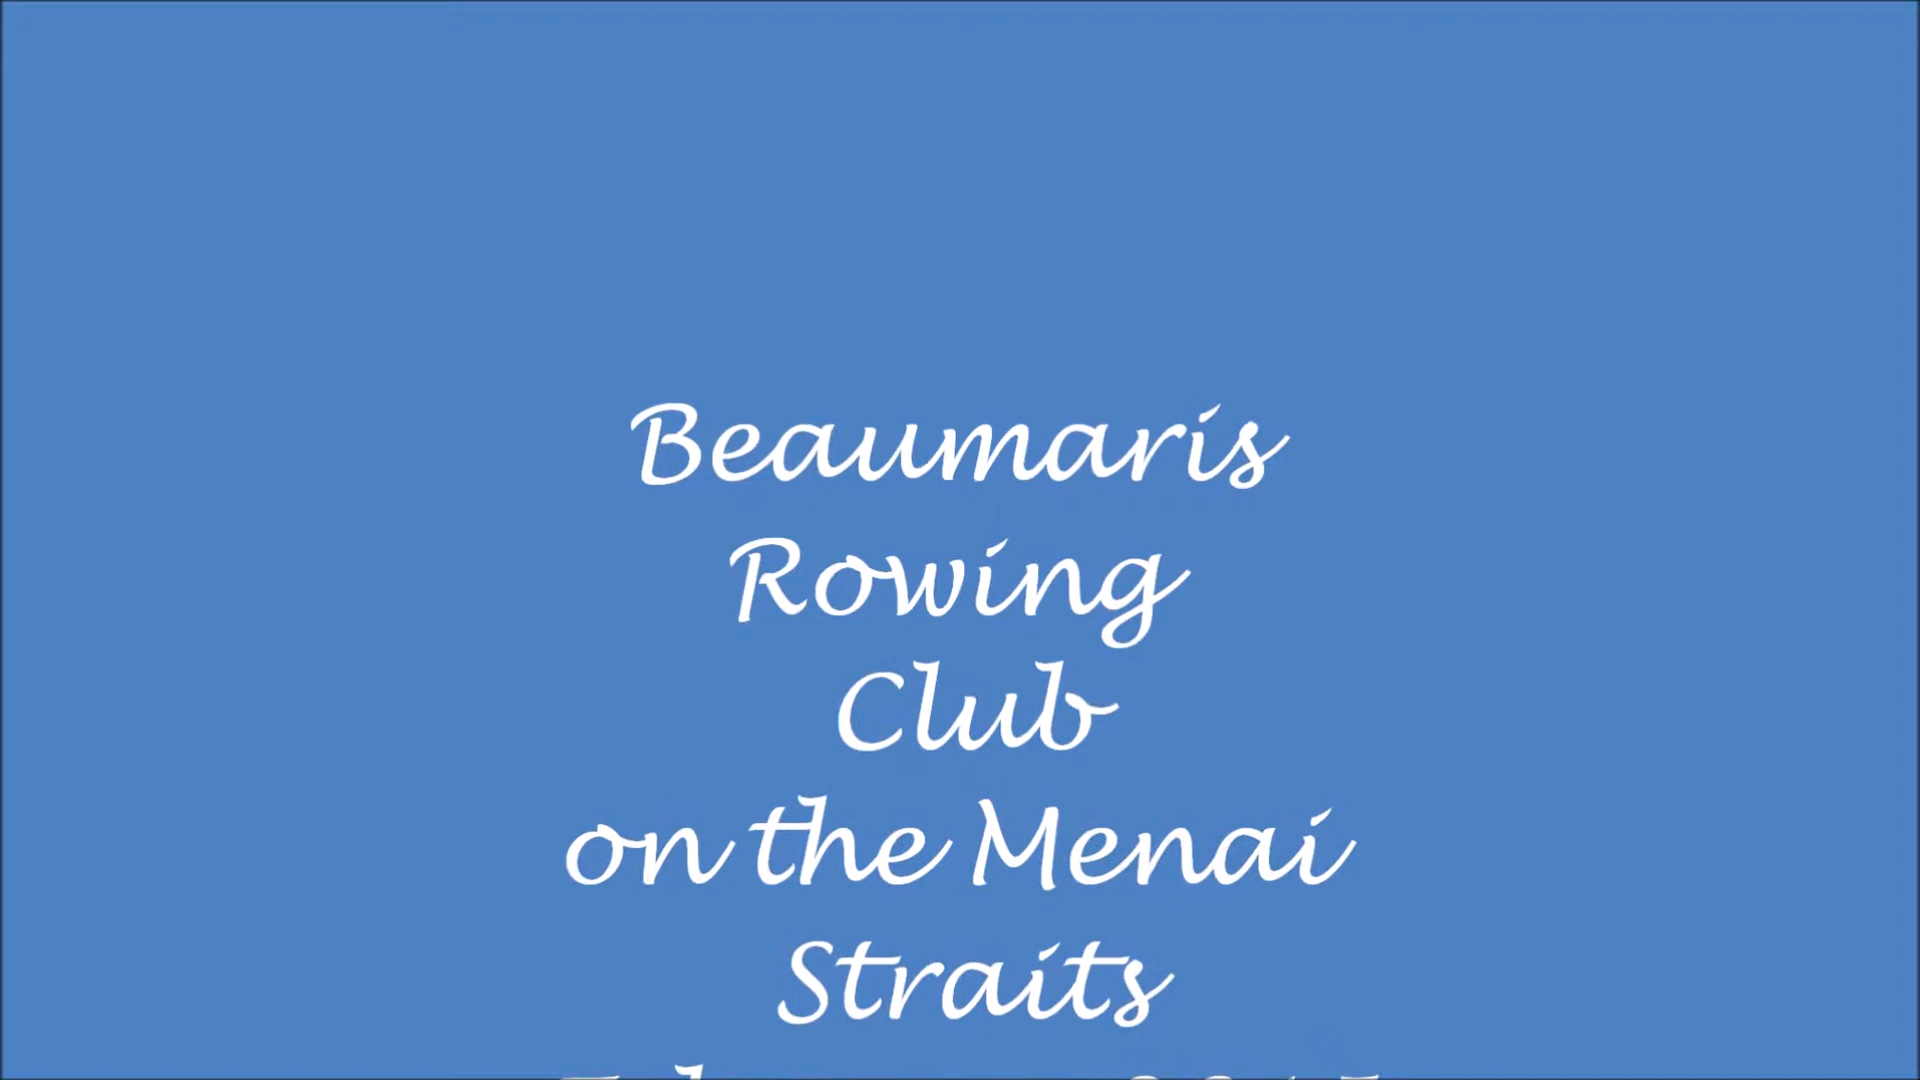 Beaumaris
Rowing
Club
on the Menai
Straits